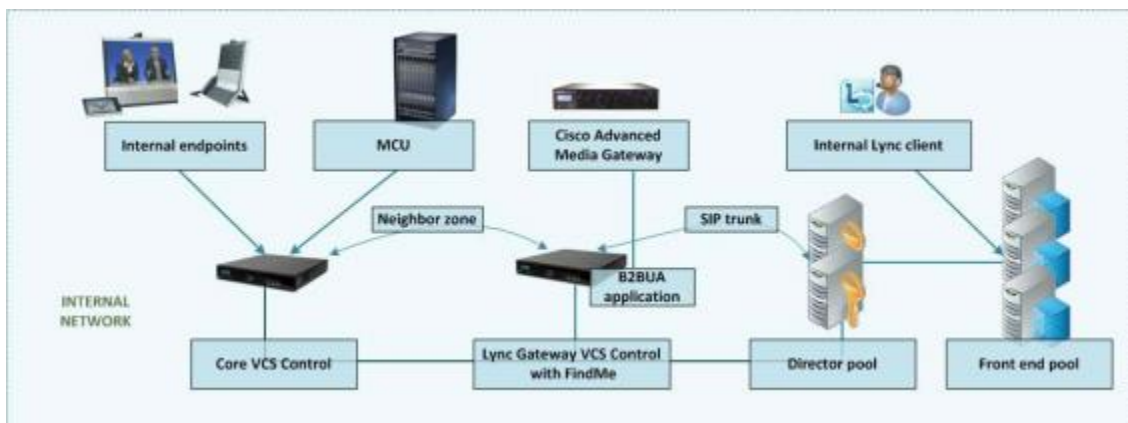 Internal endpoints
MCU
Cisco Advanced
Media Gateway
Internal Lync client
Neighbor zone
SIP trunk
B2BUA
application
INTERNAL
NETWORK
Core VCS Control
Lync Gateway VCS Control
with FindMe
Director pool
Front end pool